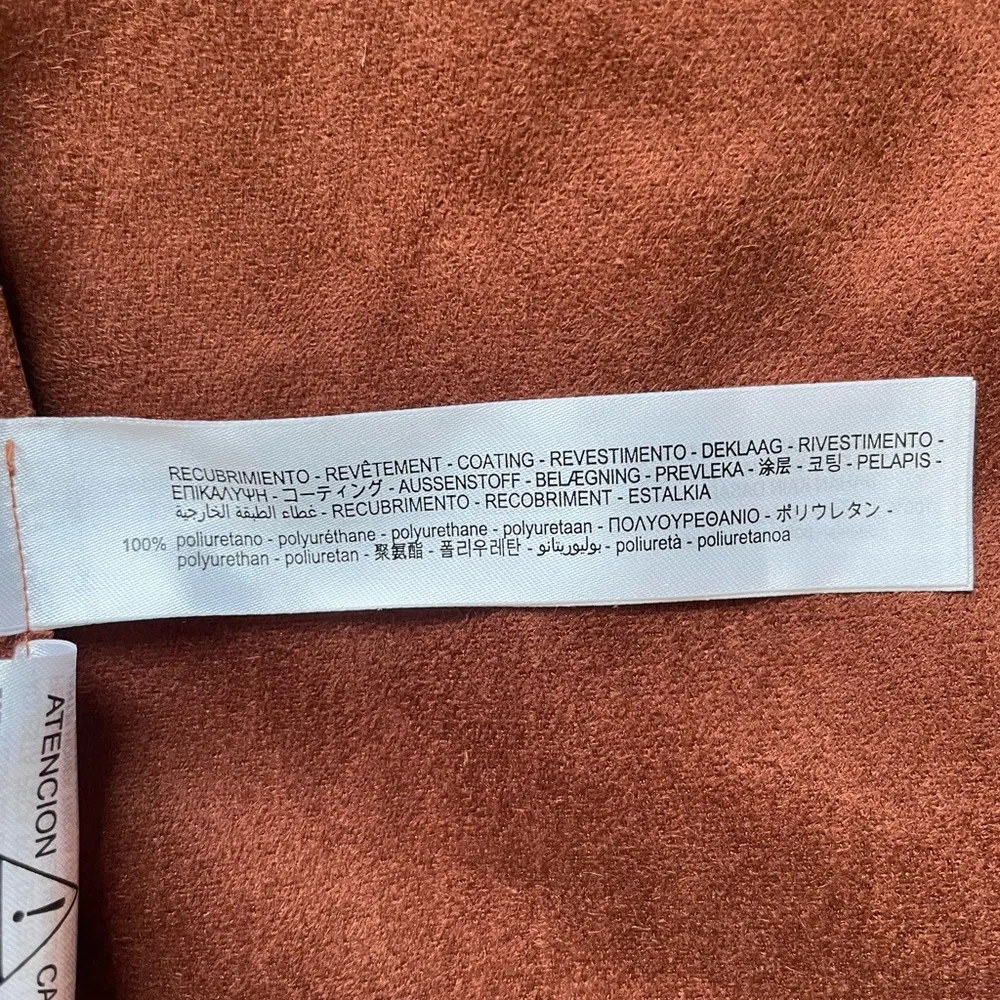 RECUBRIMIENTO - REVÊTEMENT - COATING - REVESTIMENTO - DEKLAAG - RIVESTIMENTO -
ΕΠΙΚΑΛΥΨΗ - コーティング - AUSSENSTOFF - BELÆGNING - PREVLEKA - 涂层 - 코팅 - PELAPIS -
غطاء الطبقة الخارجية - RECUBRIMENTO - RECOBRIMENT - ESTALKIA
100% poliuretano - polyuréthane - polyurethane - polyuretaan - ΠΟΛΥΟΥΡΕΘΑΝΙΟ - ポリウレタン -
polyurethan - poliuretan - 聚氨酯 - 폴리우레탄 - بوليوريتانو - poliuretà - poliuretanoa
ATENCION
CA